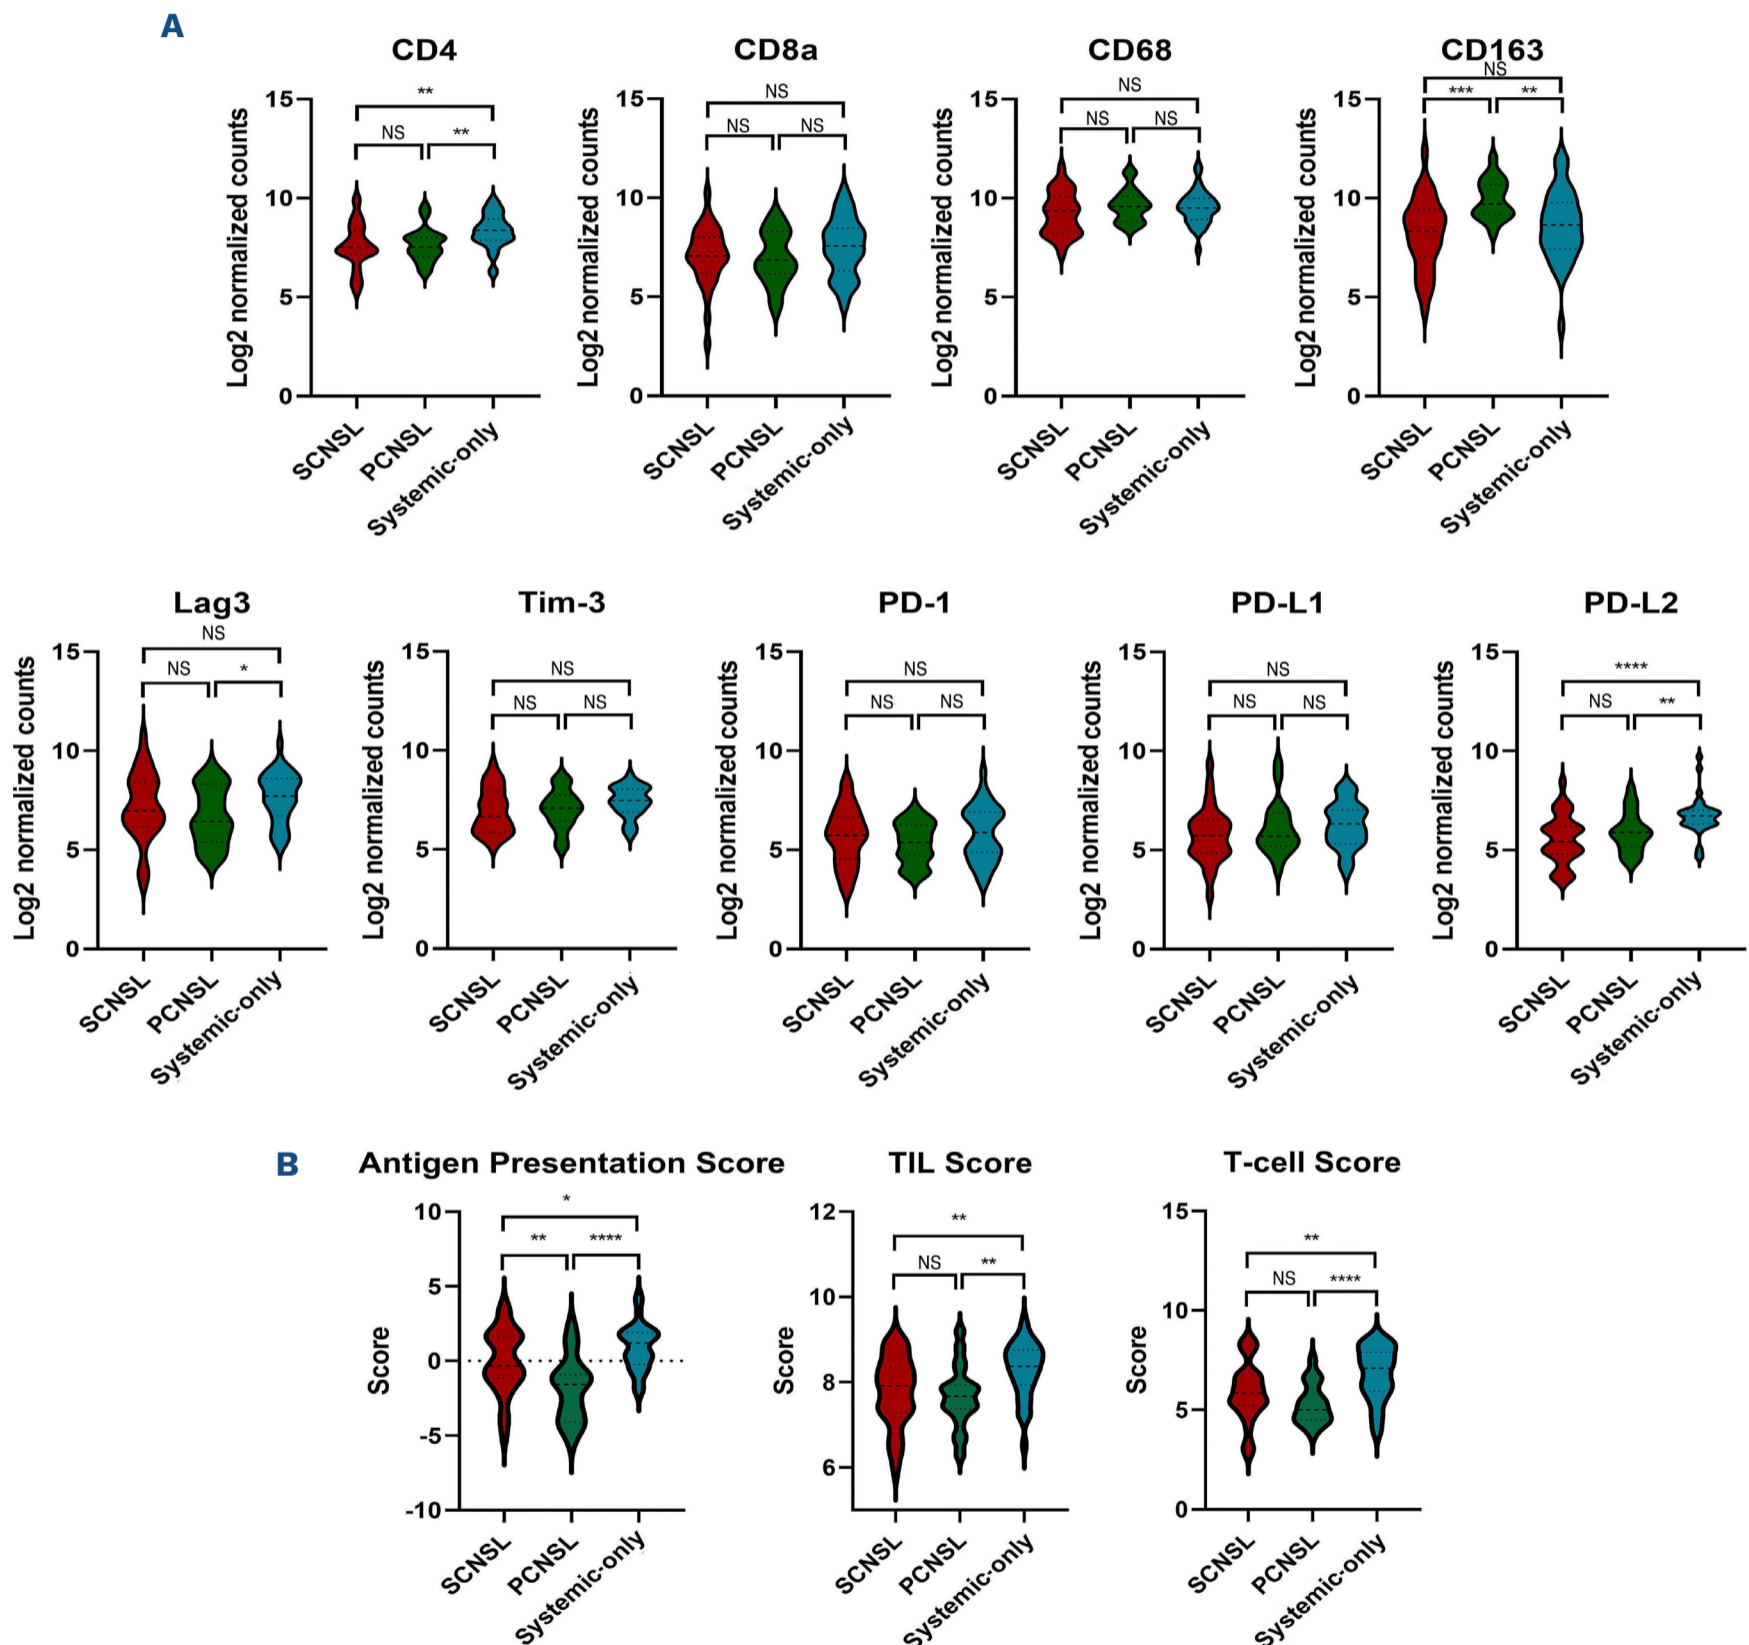 A
CD4 CD8a CD68 CD163
Log2 normalized counts
15
10
5
0
**
NS **
SCNSL PCNSL Systemic-only
Log2 normalized counts
15
10
5
0
NS
NS NS
SCNSL PCNSL Systemic-only
Log2 normalized counts
15
10
5
0
NS
NS NS
SCNSL PCNSL Systemic-only
Log2 normalized counts
15
10
5
0
NS
*** **
SCNSL PCNSL Systemic-only
Lag3 Tim-3 PD-1 PD-L1 PD-L2
Log2 normalized counts
15
10
5
0
NS
NS *
SCNSL PCNSL Systemic-only
Log2 normalized counts
15
10
5
0
NS
NS NS
SCNSL PCNSL Systemic-only
Log2 normalized counts
15
10
5
0
NS
NS NS
SCNSL PCNSL Systemic-only
Log2 normalized counts
15
10
5
0
NS
NS NS
SCNSL PCNSL Systemic-only
Log2 normalized counts
15
10
5
0
****
NS **
SCNSL PCNSL Systemic-only
B
Antigen Presentation Score TIL Score T-cell Score
Score
10
5
0
-5
-10
*
** ****
SCNSL PCNSL Systemic-only
Score
12
10
8
6
**
NS **
SCNSL PCNSL Systemic-only
Score
15
10
5
0
**
NS ****
SCNSL PCNSL Systemic-only